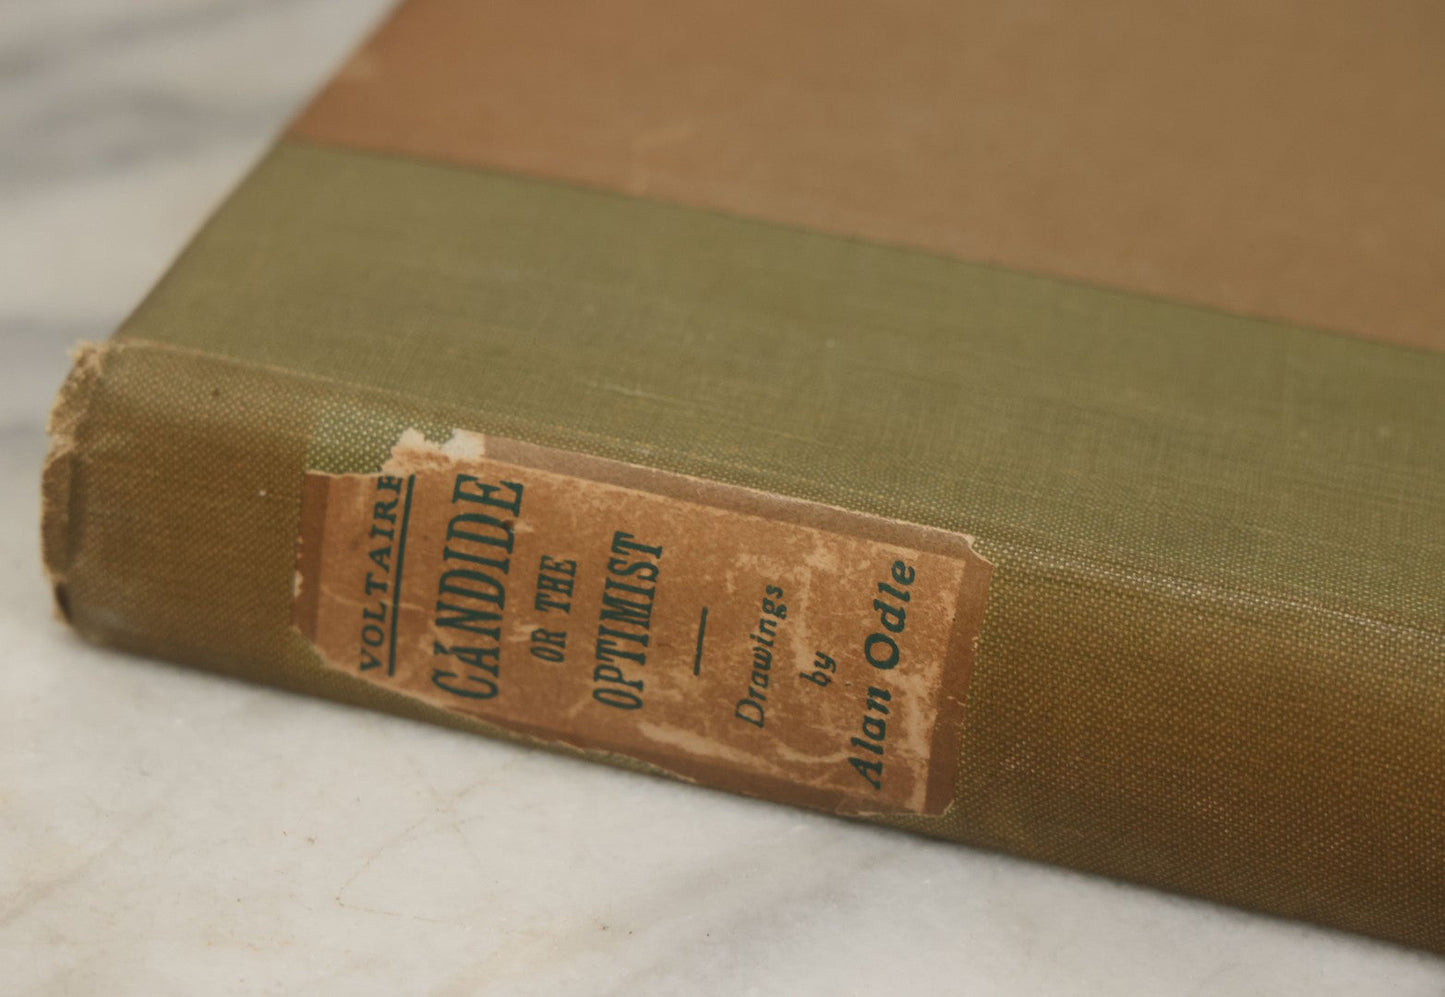 VOLTAIRE
CANDIDE
OR THE
OPTIMIST
Drawings
by
Alan Odle